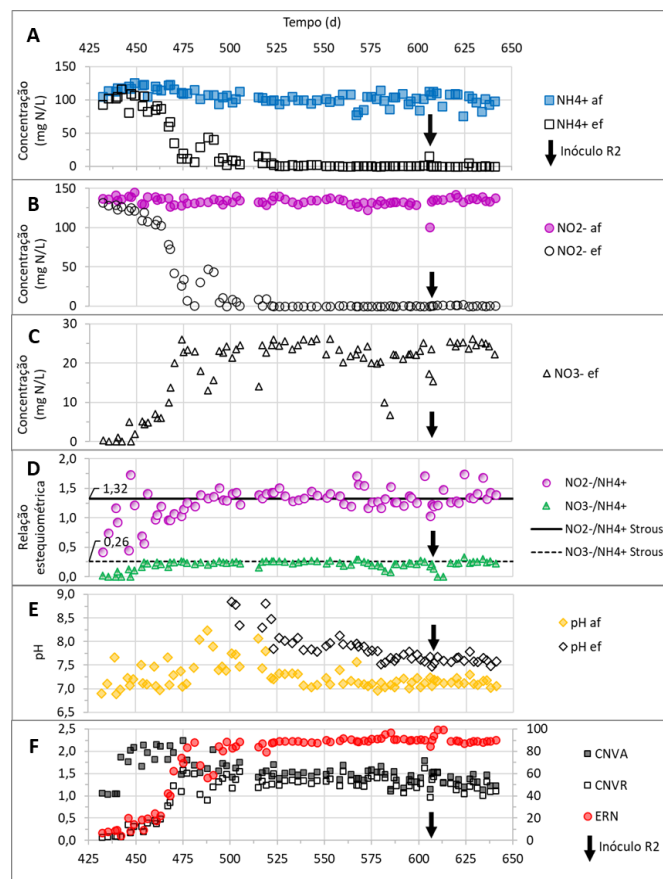 Tempo (d)
425 450 475 500 525 550 575 600 625 650
A
Concentração
(mg N/L)
150
100
50
0
NH4+ af
NH4+ ef
Inóculo R2
B
Concentração
(mg N/L)
150
100
50
0
NO2- af
NO2- ef
C
Concentração
(mg N/L)
30
20
10
0
NO3- ef
D
Relação
estequiométrica
2,0
1,5
1,0
0,5
0,0
1,32
0,26
NO2-/NH4+
NO3-/NH4+
NO2-/NH4+ Strous
NO3-/NH4+ Strous
E
pH
9,0
8,5
8,0
7,5
7,0
6,5
pH af
pH ef
F
2,5
2,0
1,5
1,0
0,5
0,0
100
80
60
40
20
0
CNVA
CNVR
ERN
Inóculo R2
425 450 475 500 525 550 575 600 625 650